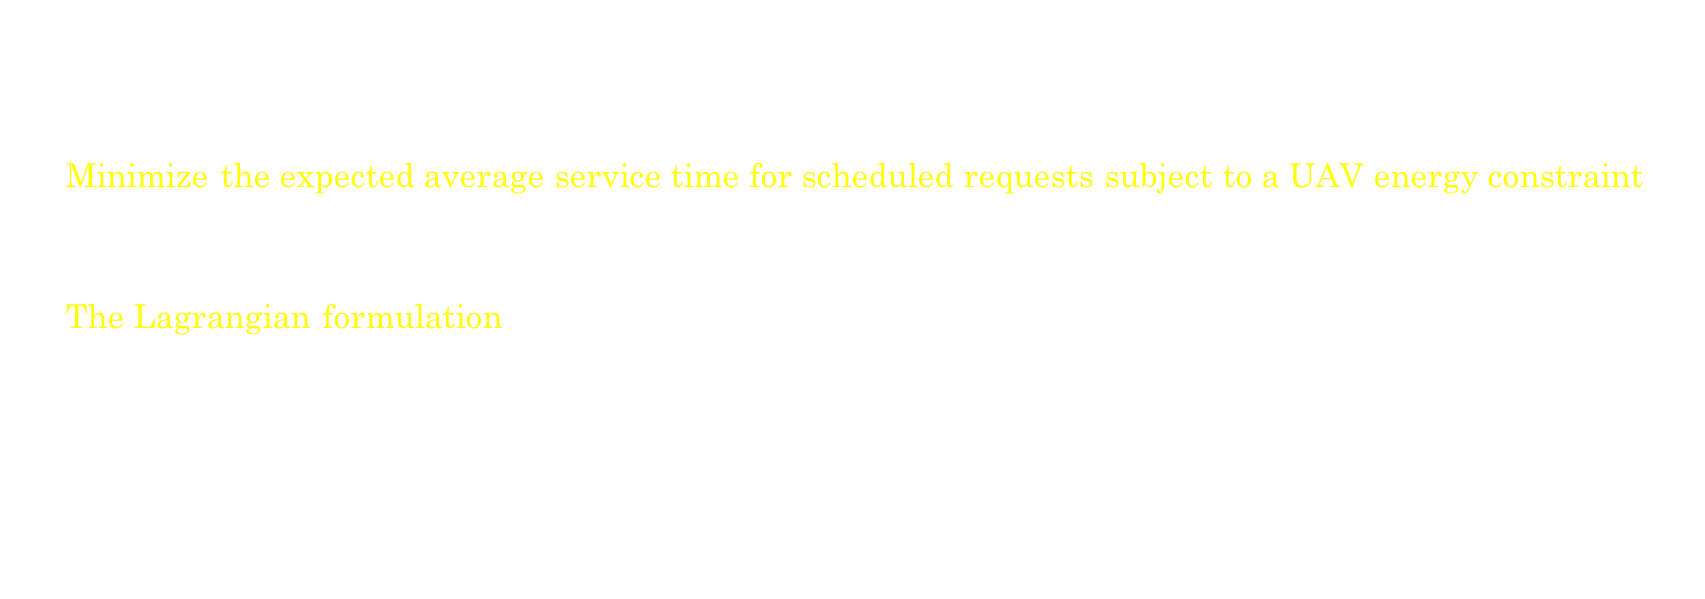 Minimize the expected average service time for scheduled requests subject to a UAV energy constraint
The Lagrangian formulation